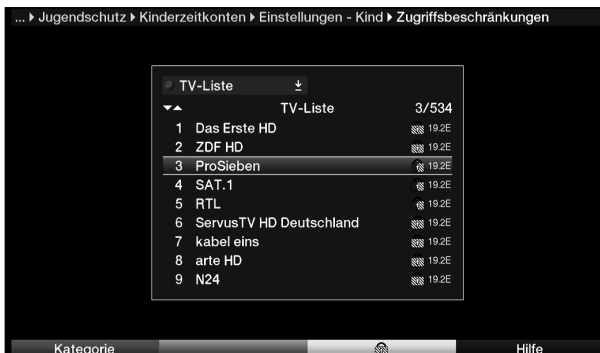 ... Jugendschutz Kinderzeitkonten Einstellungen - Kind Zugriffsbeschränkungen
TV-Liste
TV-Liste 3/534
1 Das Erste HD 19.2E
2 ZDF HD 19.2E
3 ProSieben 19.2E
4 SAT.1 19.2E
5 RTL 19.2E
6 ServusTV HD Deutschland 19.2E
7 kabel eins 19.2E
8 arte HD 19.2E
9 N24 19.2E
Kategorie Hilfe